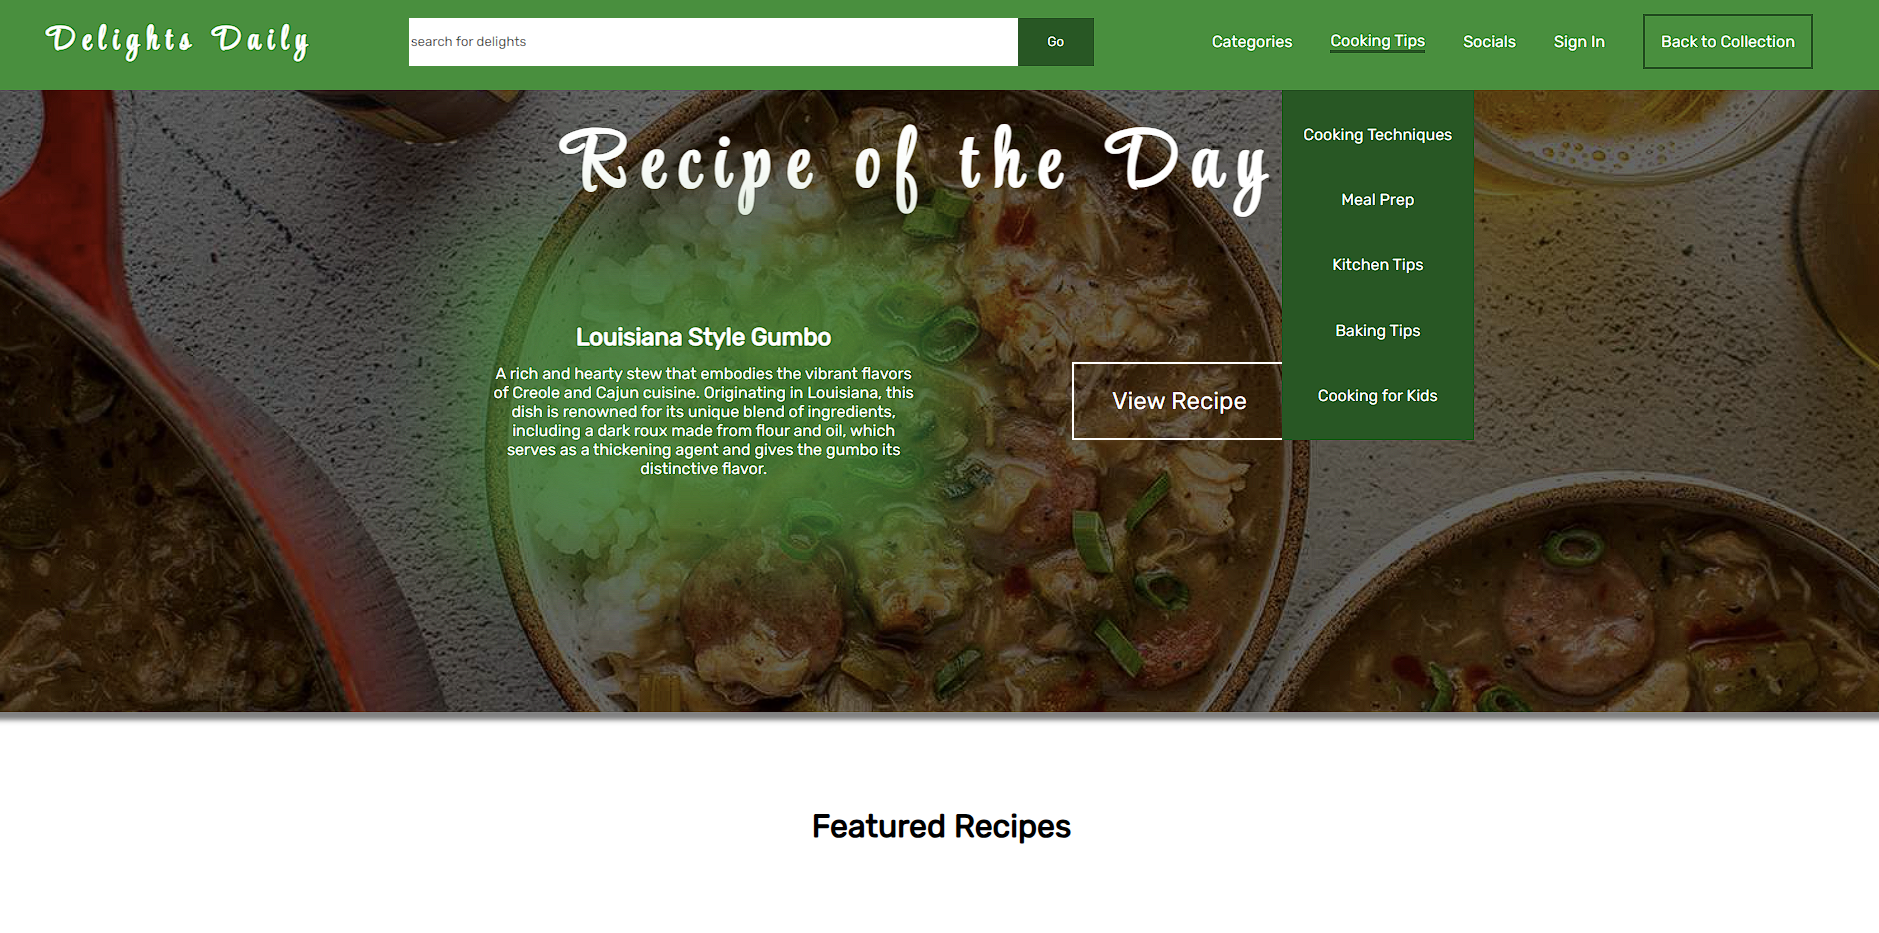 Delights Daily
search for delights
Go
Categories
Cooking Tips
Socials
Sign In
Back to Collection
Recipe of the Day
Cooking Techniques
Meal Prep
Kitchen Tips
Baking Tips
Cooking for Kids
Louisiana Style Gumbo
A rich and hearty stew that embodies the vibrant flavors
of Creole and Cajun cuisine. Originating in Louisiana, this
dish is renowned for its unique blend of ingredients,
including a dark roux made from flour and oil, which
serves as a thickening agent and gives the gumbo its
distinctive flavor.
View Recipe
Featured Recipes